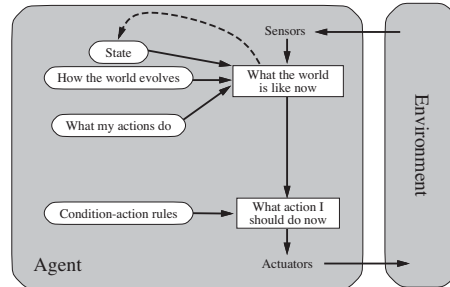 Sensors
State
How the world evolves
What the world
is like now
What my actions do
Environment
Condition-action rules
What action I
should do now
Agent
Actuators